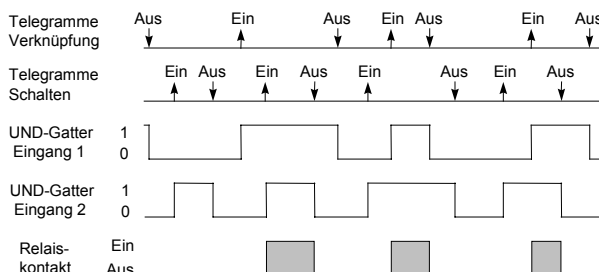 Telegramme Aus Ein Aus Ein Aus Ein Aus
Verknüpfung
Telegramme Ein Aus Ein Aus Ein Aus Ein Aus
Schalten
UND-Gatter 1
Eingang 1 0
UND-Gatter 1
Eingang 2 0
Relais- Ein
kontakt Aus